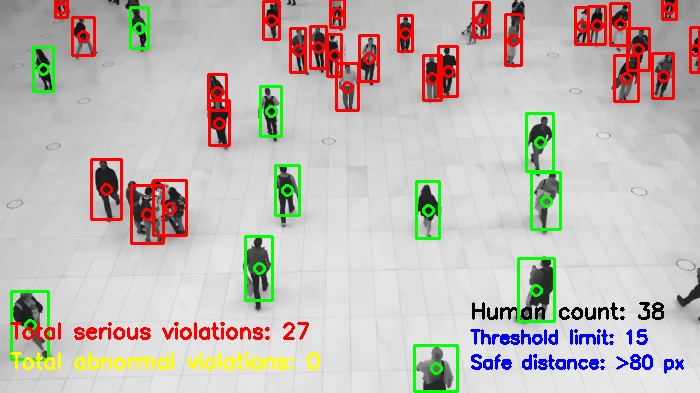 Human count: 38
Total serious violations: 27
Threshold limit: 15
Total abnormal violations: 0
Safe distance: >80 px